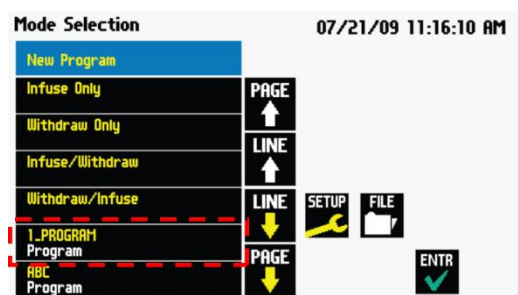 Mode Selection 07/21/09 11:16:10 AM
New Program
Infuse Only
Withdraw Only
Infuse/Withdraw
Withdraw/Infuse
1_PROGRAM
Program
ABC
Program
PAGE
LINE
LINE
PAGE
SETUP FILE
ENTR